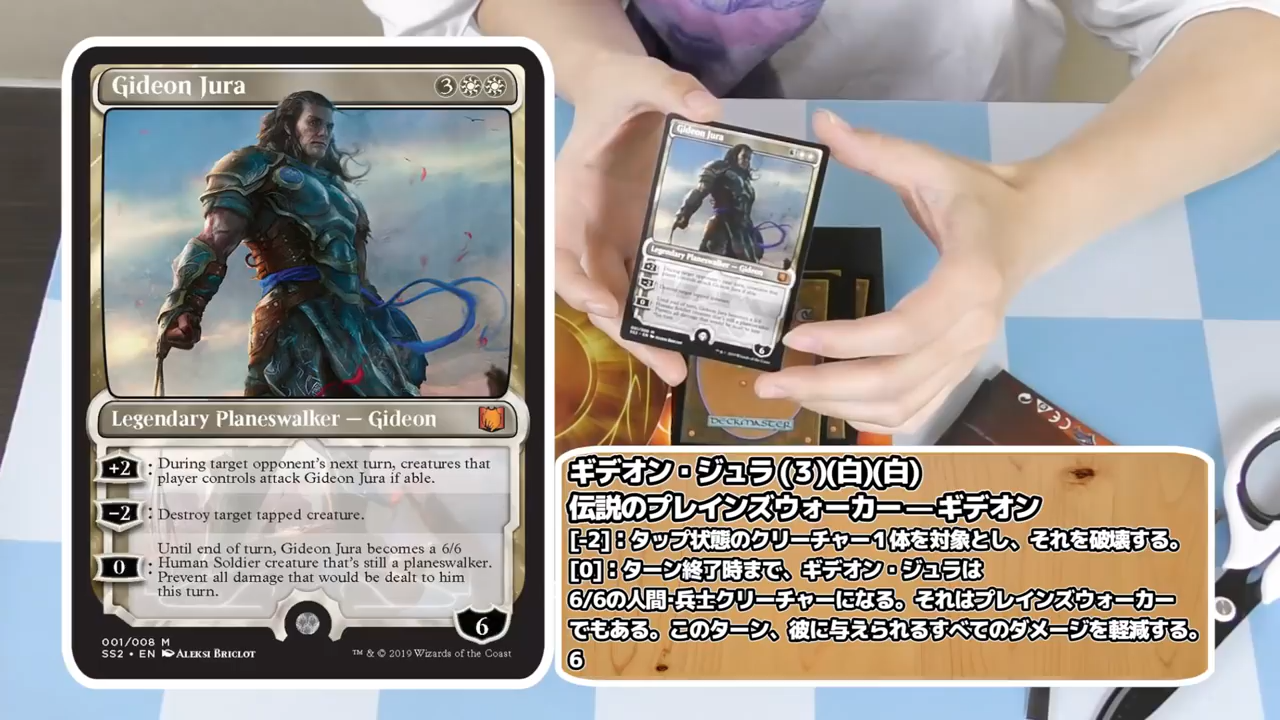 Gideon Jura
3
Legendary Planeswalker — Gideon
+2 : During target opponent's next turn, creatures that
player controls attack Gideon Jura if able.
-2 : Destroy target tapped creature.
0 : Until end of turn, Gideon Jura becomes a 6/6
Human Soldier creature that's still a planeswalker.
Prevent all damage that would be dealt to him
this turn.
6
001/008 M
SS2 • EN ALEKSI BRICLOT
™ & © 2019 Wizards of the Coast
Gideon Jura
Legendary Planeswalker — Gideon
+2
0
6
DECKMASTER
CE
ギデオン・ジュラ (3)(白)(白)
伝説のプレインズウォーカー ― ギデオン
[-2]：タップ状態のクリーチャー1体を対象とし、それを破壊する。
[0]：ターン終了時まで、ギデオン・ジュラは
6/6の人間·兵士クリーチャーになる。それはプレインズウォーカー
でもある。このターン、彼に与えられるすべてのダメージを軽減する。
6